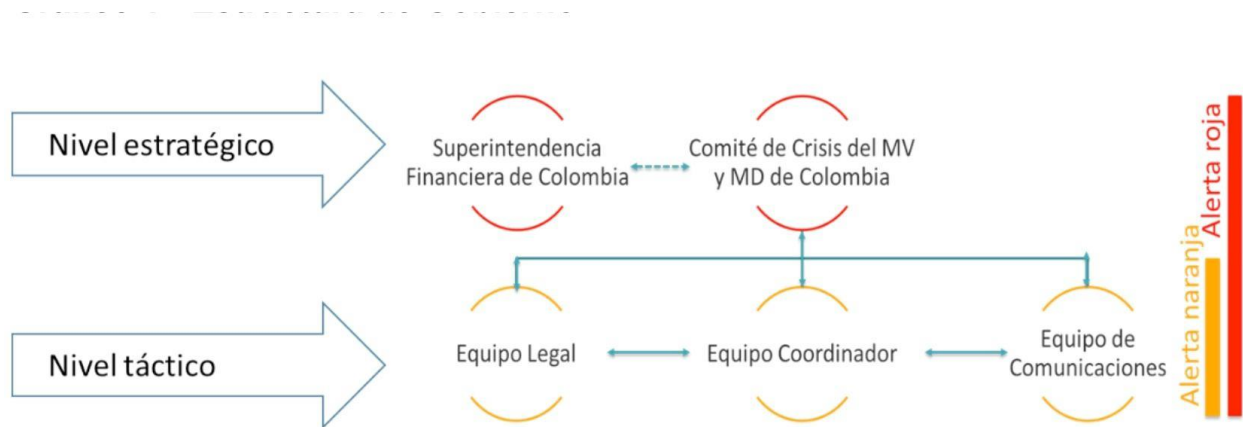 Nivel estratégico
Superintendencia
Financiera de Colombia
Comité de Crisis del MV
y MD de Colombia
Alerta roja
Nivel táctico
Equipo Legal
Equipo Coordinador
Equipo de
Comunicaciones
Alerta naranja